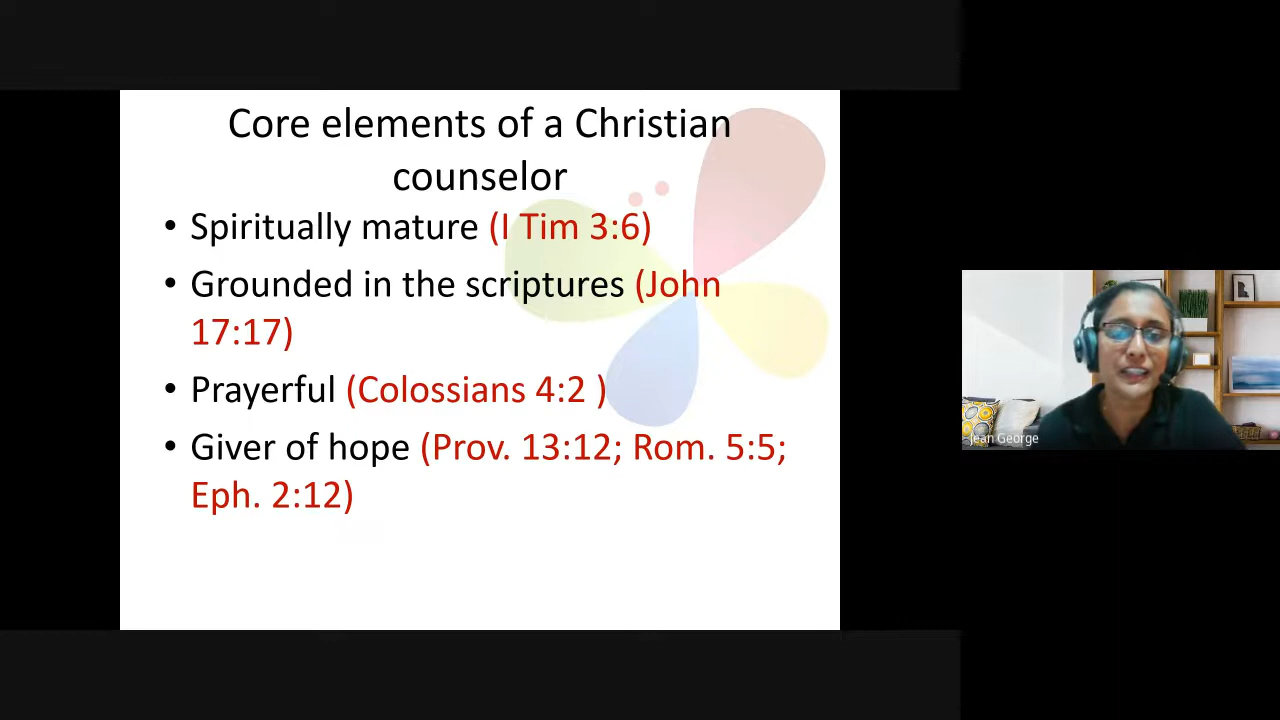 Core elements of a Christian
counselor
• Spiritually mature (I Tim 3:6)
• Grounded in the scriptures (John
17:17)
• Prayerful (Colossians 4:2 )
• Giver of hope (Prov. 13:12; Rom. 5:5;
Eph. 2:12)
Jean George